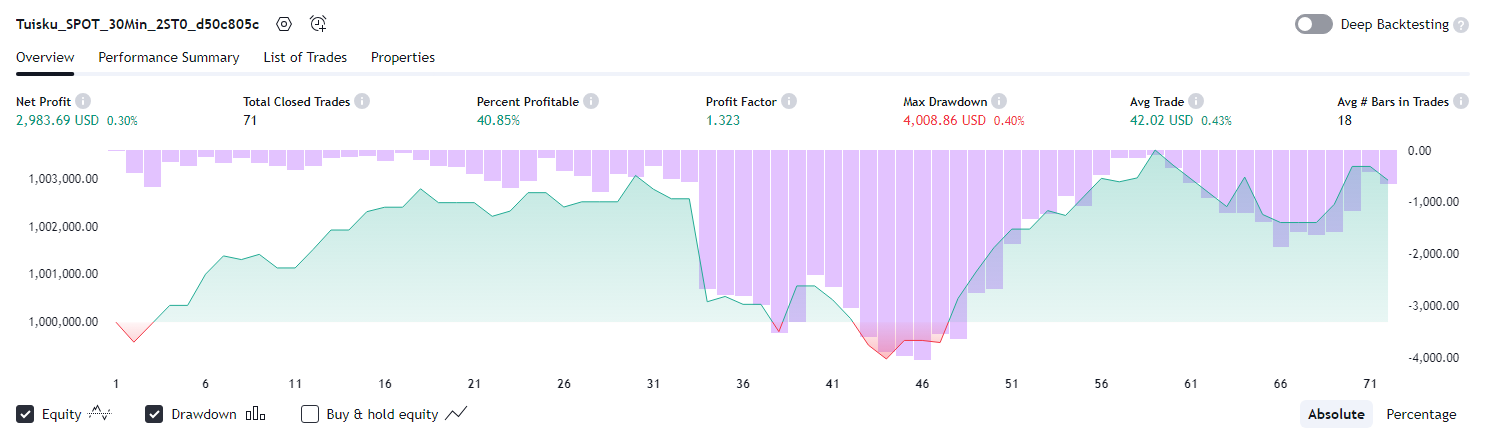 Tuisku_SPOT_30Min_2ST0_d50c805c Deep Backtesting ?
Overview Performance Summary List of Trades Properties
Net Profit i Total Closed Trades i Percent Profitable i Profit Factor i Max Drawdown i Avg Trade i Avg # Bars in Trades i
2,983.69 USD 0.30% 71 40.85% 1.323 4,008.86 USD 0.40% 42.02 USD 0.43% 18
0.00
1,003,000.00
-1,000.00
1,002,000.00
-2,000.00
1,001,000.00
-3,000.00
1,000,000.00
-4,000.00
1 6 11 16 21 26 31 36 41 46 51 56 61 66 71
Equity Drawdown Buy & hold equity Absolute Percentage